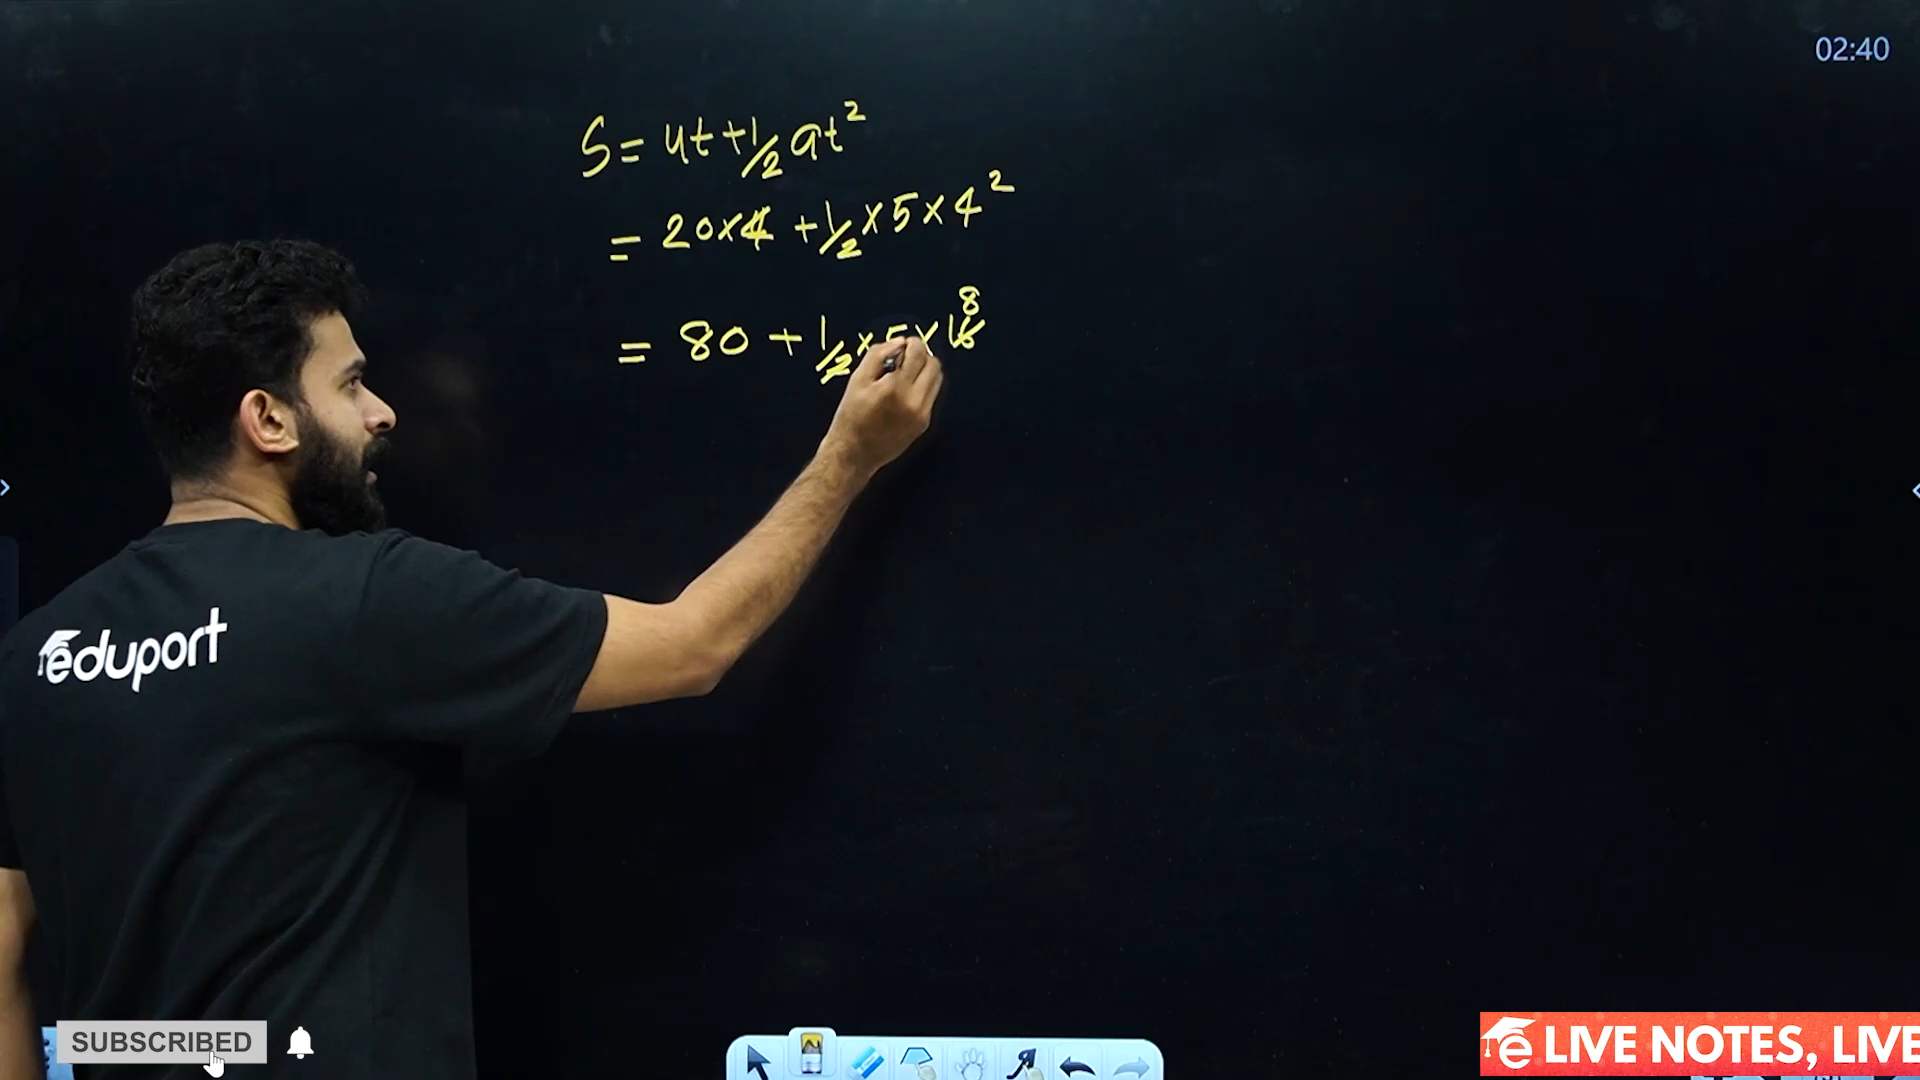 02:40
S = ut + 1/2 at²
= 20×4 + 1/2 × 5 × 4²
8
= 80 + 1/2 × 5 × 16
eduport
SUBSCRIBED
e LIVE NOTES, LIVE